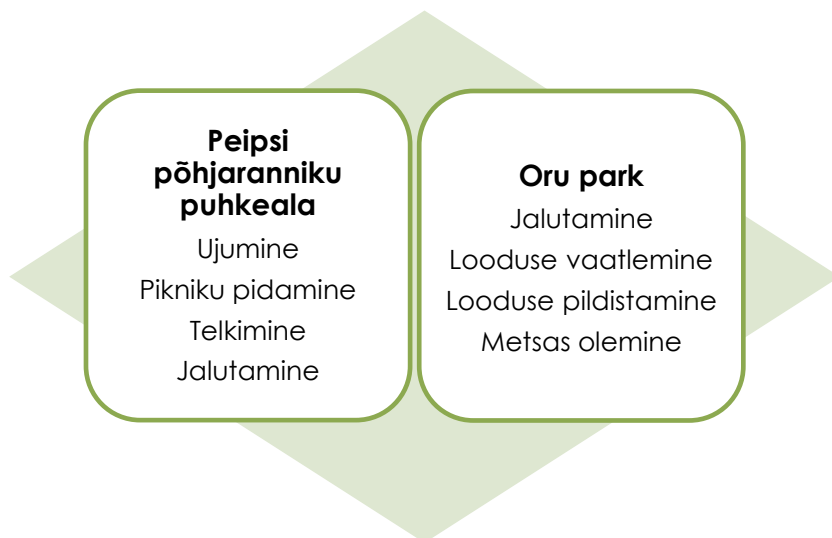 Peipsi
põhjaranniku
puhkeala
Ujumine
Pikniku pidamine
Telkimine
Jalutamine
Oru park
Jalutamine
Looduse vaatlemine
Looduse pildistamine
Metsas olemine